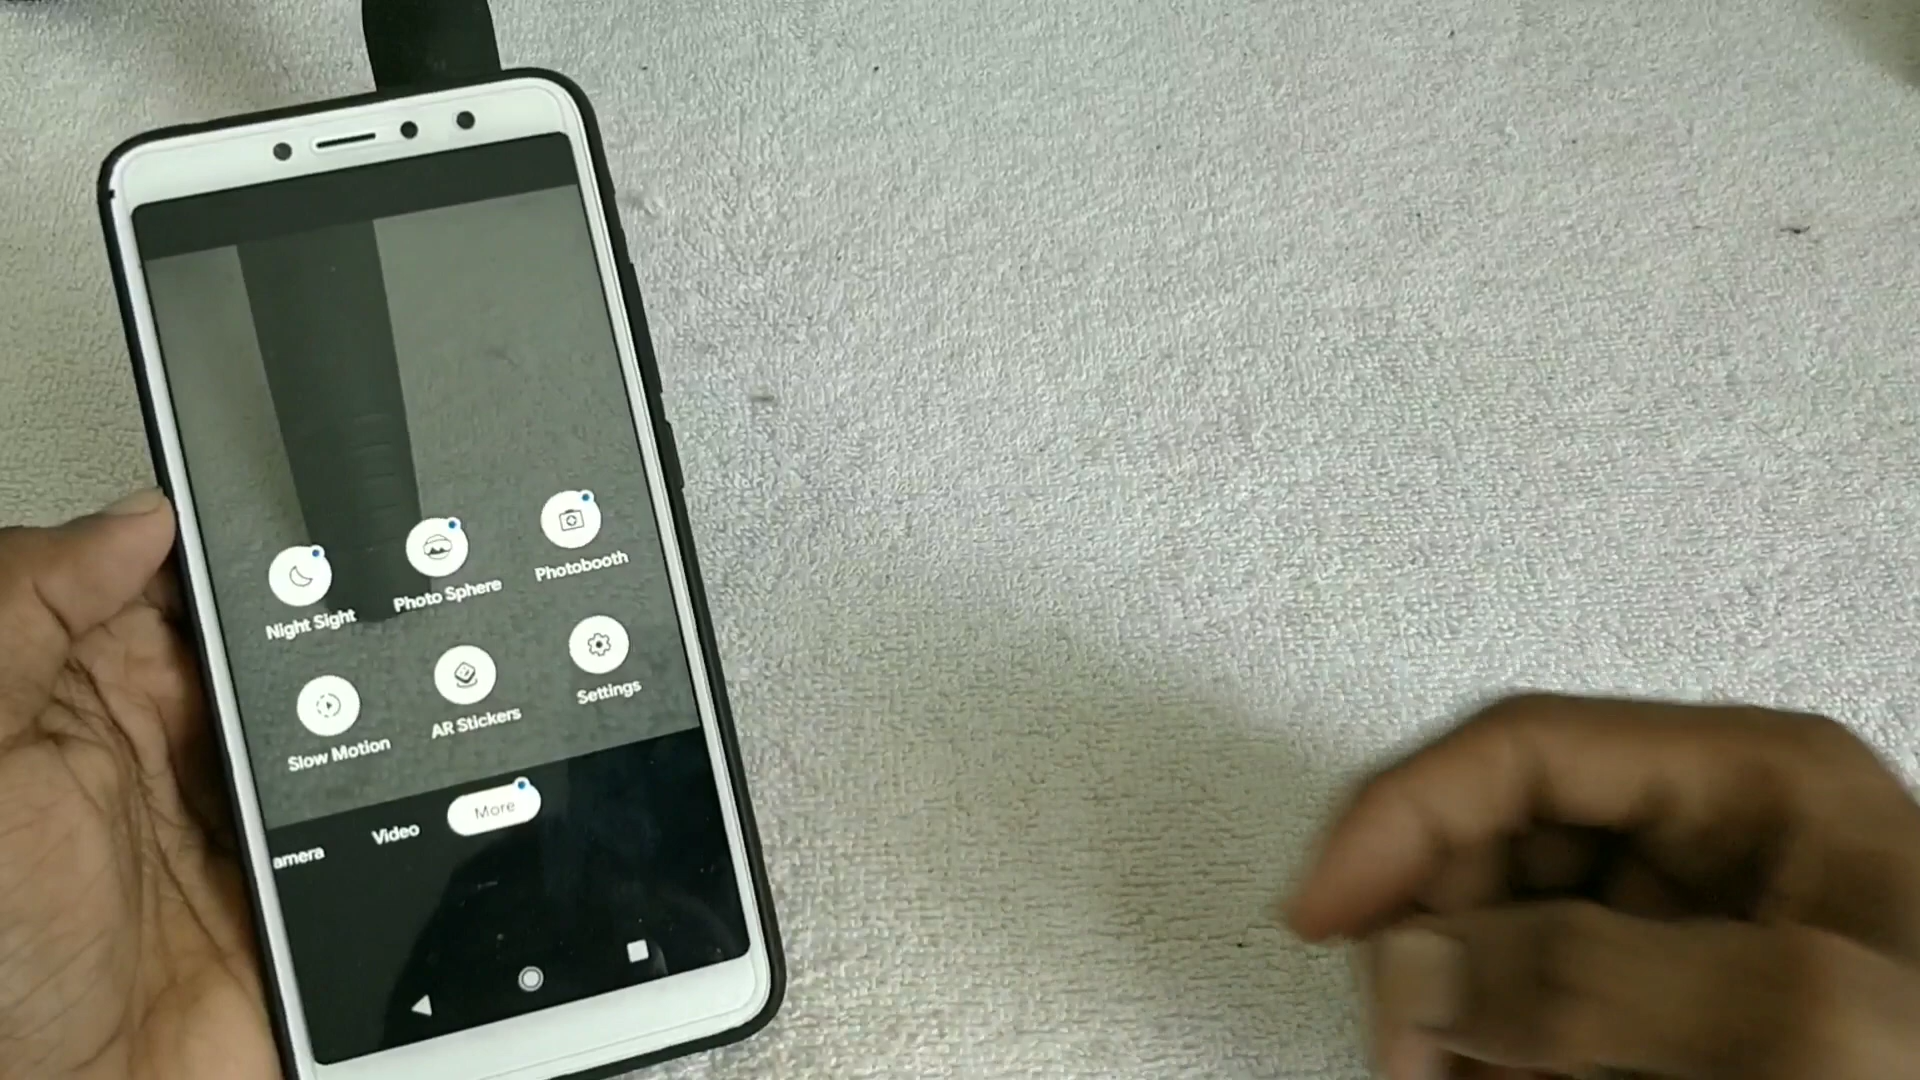 Night Sight
Photo Sphere
Photobooth
Slow Motion
AR Stickers
Settings
amera
Video
More